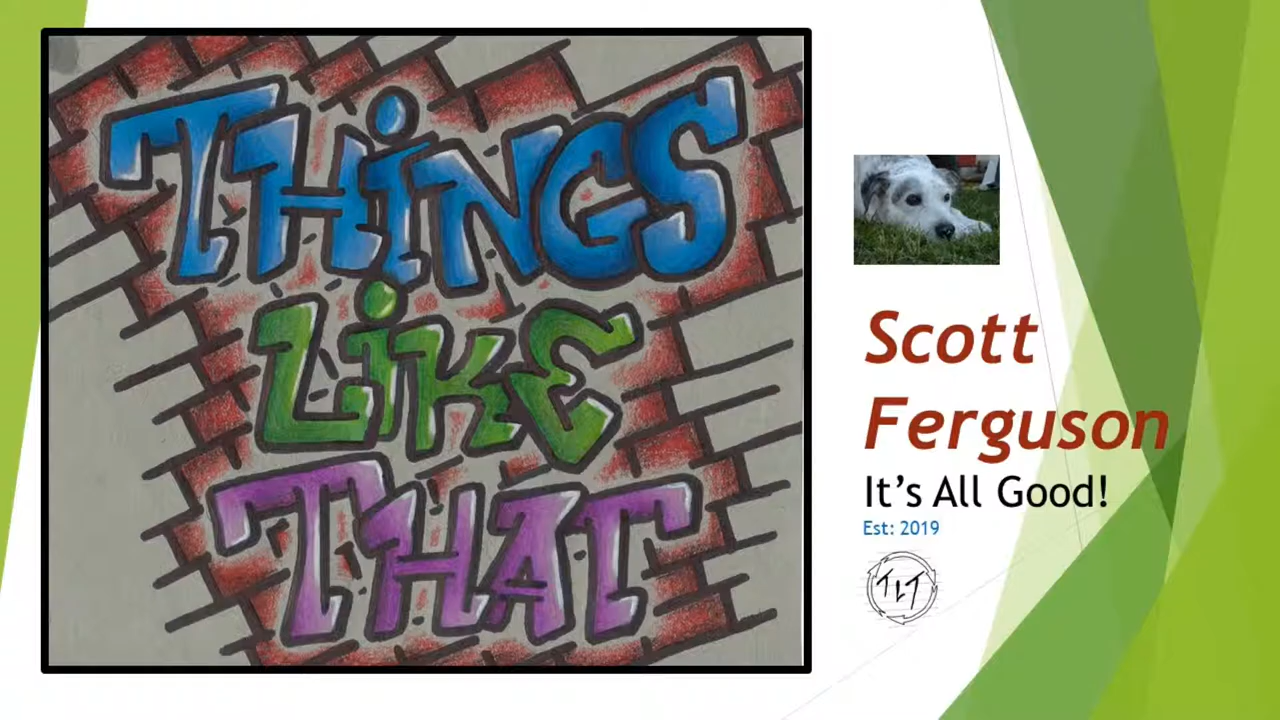 THiNGS
LiKE
THAT
Scott
Ferguson
It's All Good!
Est: 2019
TLT